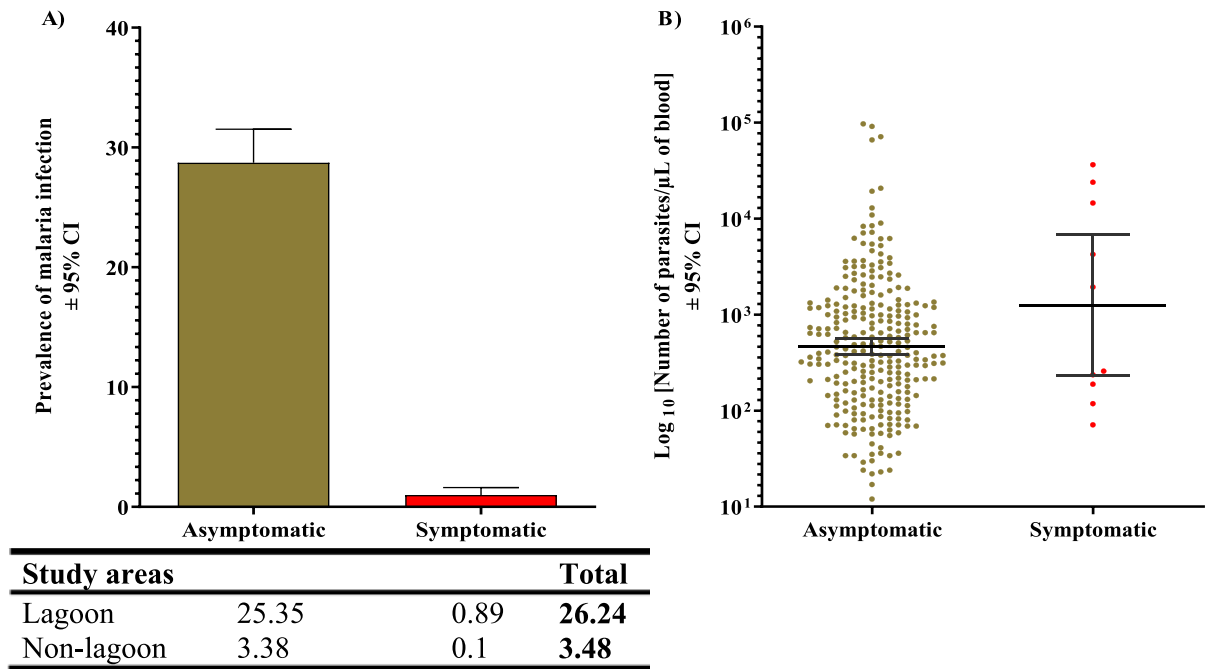 A)
Prevalence of malaria infection
± 95% CI
40
30
20
10
0
Asymptomatic Symptomatic
B)
Log 10 [Number of parasites/µL of blood]
± 95% CI
10⁶
10⁵
10⁴
10³
10²
10¹
Asymptomatic Symptomatic
Study areas Total
Lagoon 25.35 0.89 26.24
Non-lagoon 3.38 0.1 3.48